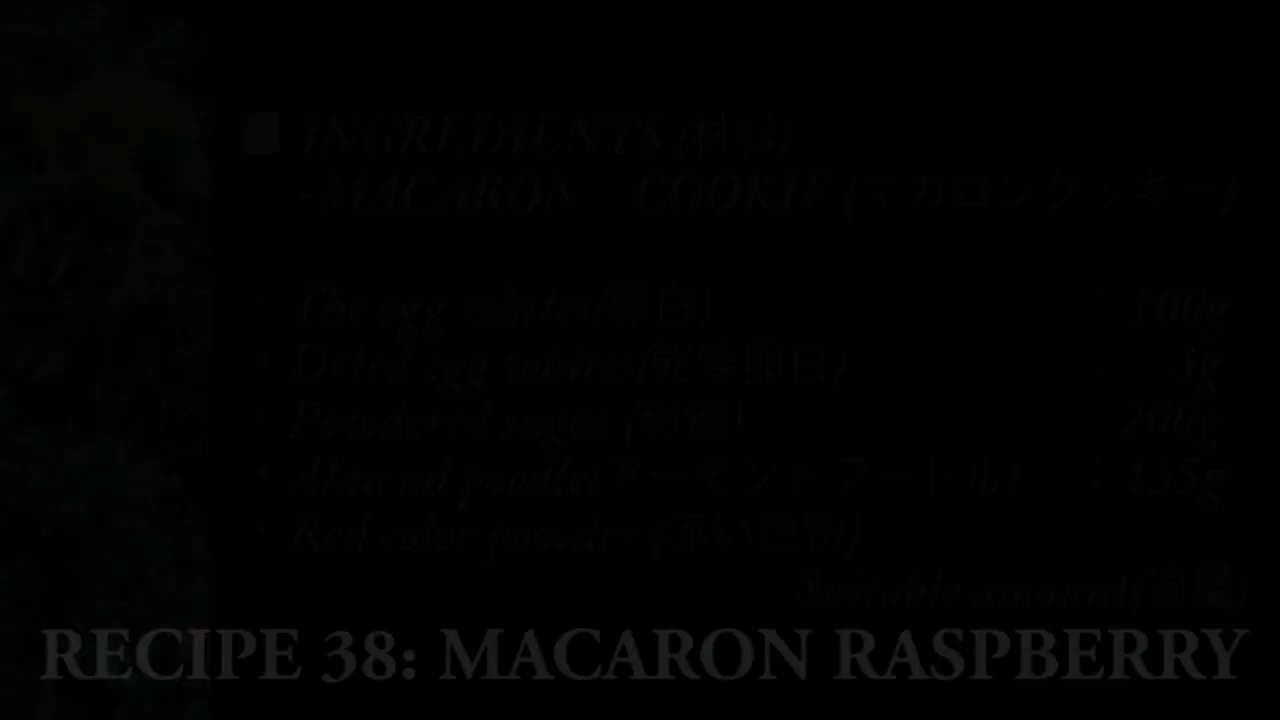 INGREDIENTS (材料)
-MACARON COOKIE (マカロンクッキー)
・ The egg whites(卵白) : 100g
・ Dried egg whites(乾燥卵白) : 3g
・ Powdered sugar (粉糖) : 200g
・ Almond poodle(アーモンドプードル) : 135g
・ Red color powder (赤い色粉)
Suitable amount(適量)
RECIPE 38: MACARON RASPBERRY